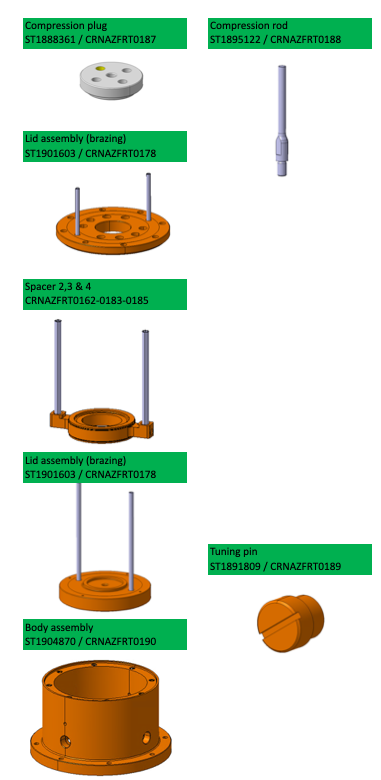 Compression plug
ST1888361 / CRNAZFRT0187
Compression rod
ST1895122 / CRNAZFRT0188
Lid assembly (brazing)
ST1901603 / CRNAZFRT0178
Spacer 2,3 & 4
CRNAZFRT0162-0183-0185
Lid assembly (brazing)
ST1901603 / CRNAZFRT0178
Tuning pin
ST1891809 / CRNAZFRT0189
Body assembly
ST1904870 / CRNAZFRT0190